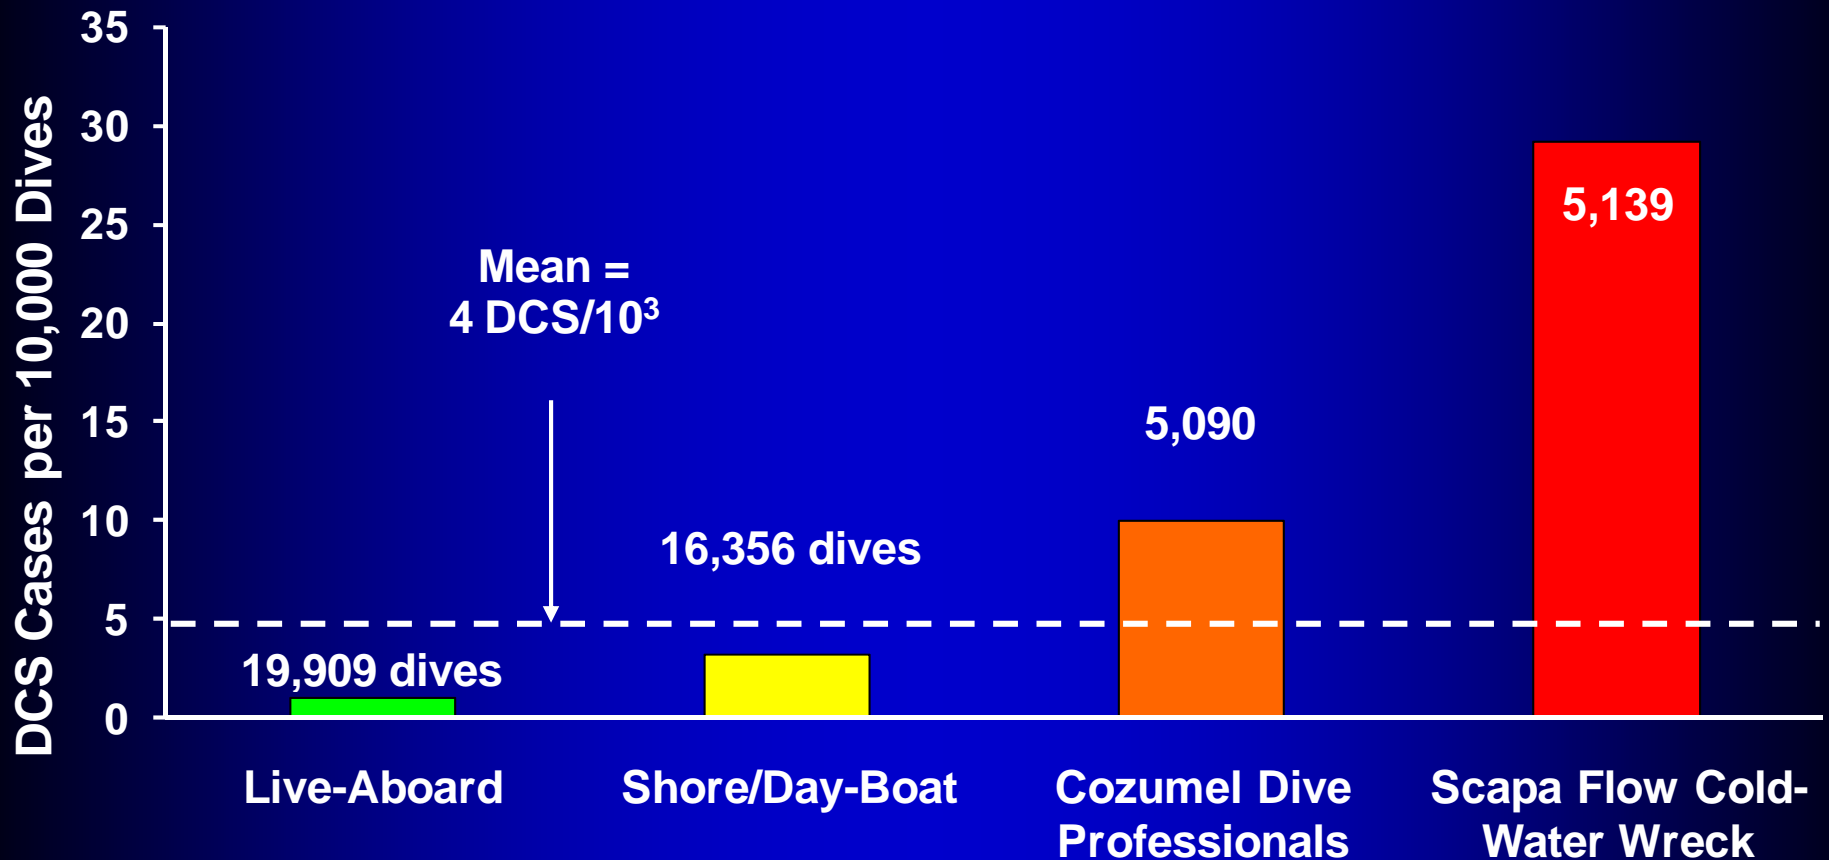 DCS Cases per 10,000 Dives
35
30
25
20
15
10
5
0
Mean =
4 DCS/10³
19,909 dives
16,356 dives
5,090
5,139
Live-Aboard
Shore/Day-Boat
Cozumel Dive
Professionals
Scapa Flow Cold-
Water Wreck